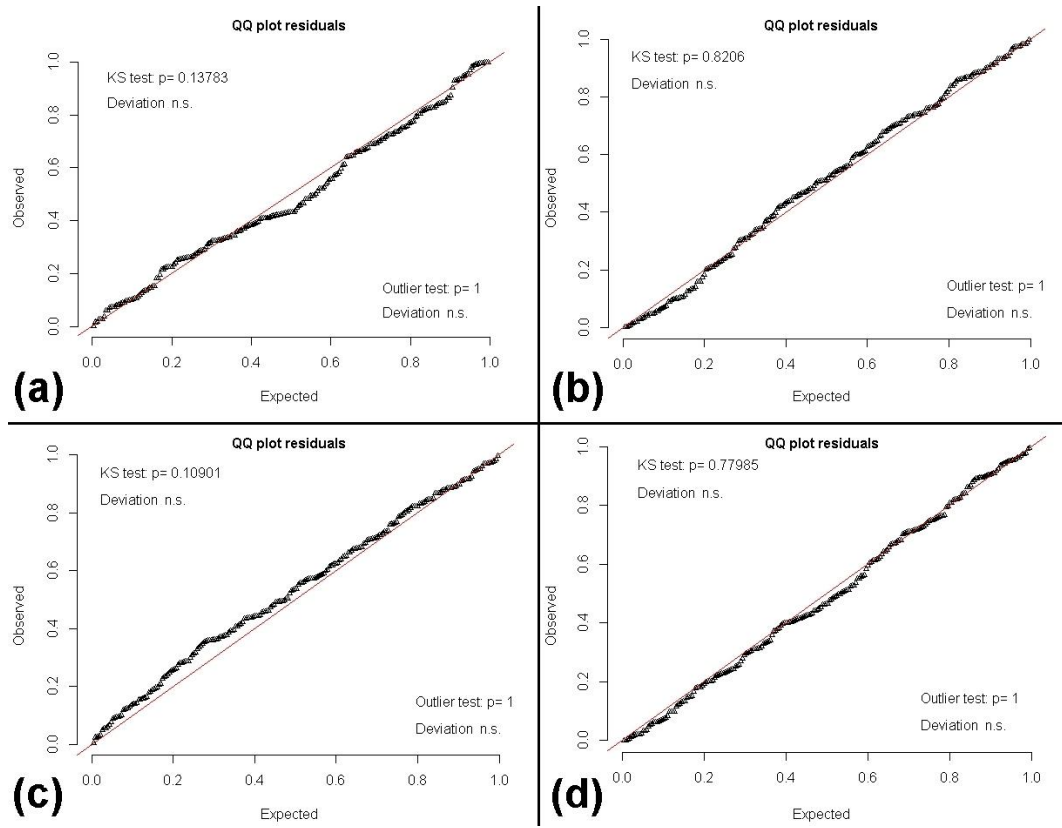 QQ plot residuals
KS test: p= 0.13783
Deviation n.s.
Observed
0.0 0.2 0.4 0.6 0.8 1.0
Outlier test: p= 1
Deviation n.s.
0.0 0.2 0.4 0.6 0.8 1.0
Expected
(a)
QQ plot residuals
KS test: p= 0.8206
Deviation n.s.
Observed
0.0 0.2 0.4 0.6 0.8 1.0
Outlier test: p= 1
Deviation n.s.
0.0 0.2 0.4 0.6 0.8 1.0
Expected
(b)
QQ plot residuals
KS test: p= 0.10901
Deviation n.s.
Observed
0.0 0.2 0.4 0.6 0.8 1.0
Outlier test: p= 1
Deviation n.s.
0.0 0.2 0.4 0.6 0.8 1.0
Expected
(c)
QQ plot residuals
KS test: p= 0.77985
Deviation n.s.
Observed
0.0 0.2 0.4 0.6 0.8 1.0
Outlier test: p= 1
Deviation n.s.
0.0 0.2 0.4 0.6 0.8 1.0
Expected
(d)